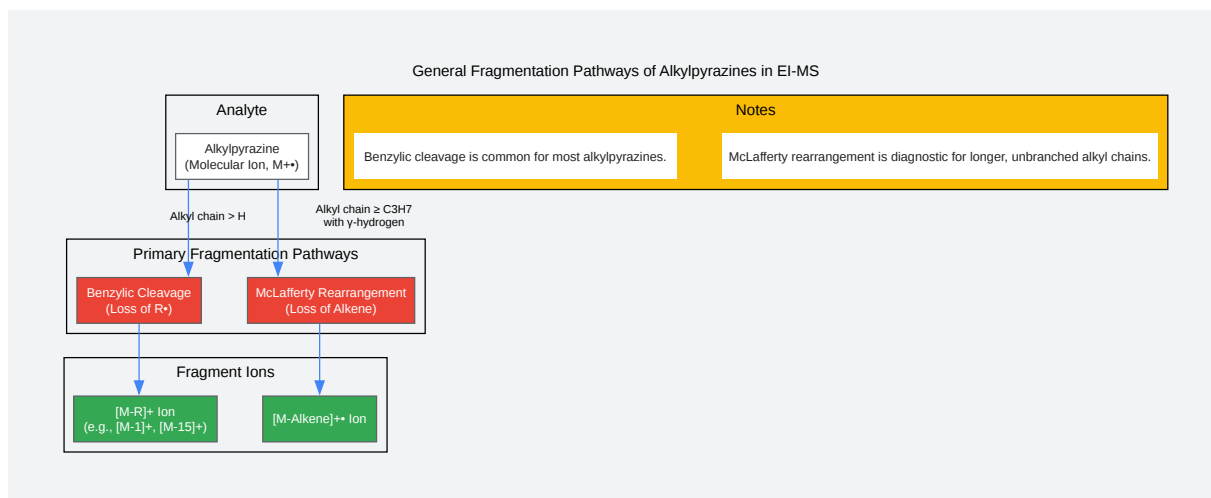 General Fragmentation Pathways of Alkylpyrazines in EI-MS
Analyte
Notes
Alkylpyrazine
(Molecular Ion, M+•)
Benzylic cleavage is common for most alkylpyrazines.
McLafferty rearrangement is diagnostic for longer, unbranched alkyl chains.
Alkyl chain > H
Alkyl chain ≥ C3H7
with γ-hydrogen
Primary Fragmentation Pathways
Benzylic Cleavage
(Loss of R•)
McLafferty Rearrangement
(Loss of Alkene)
Fragment Ions
[M-R]+ Ion
(e.g., [M-1]+, [M-15]+)
[M-Alkene]+• Ion